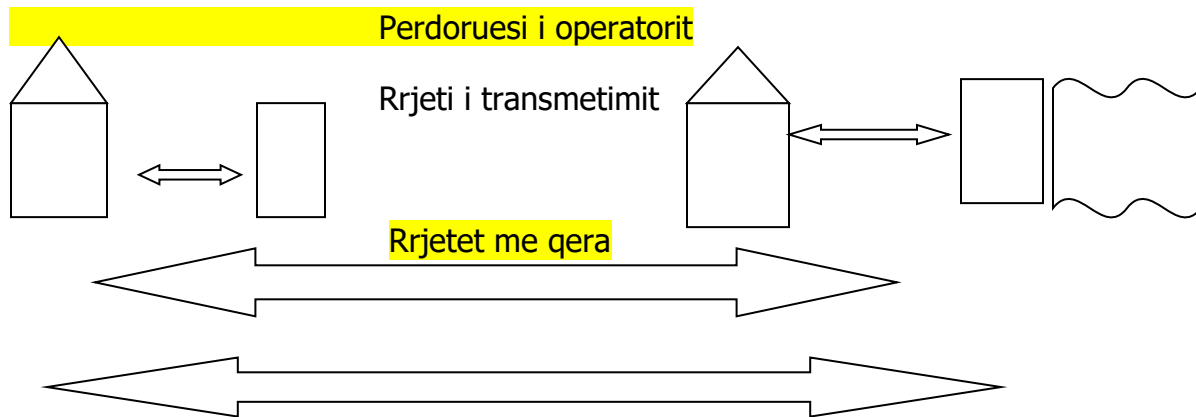 Perdoruesi i operatorit
Rrjeti i transmetimit
Rrjetet me qera